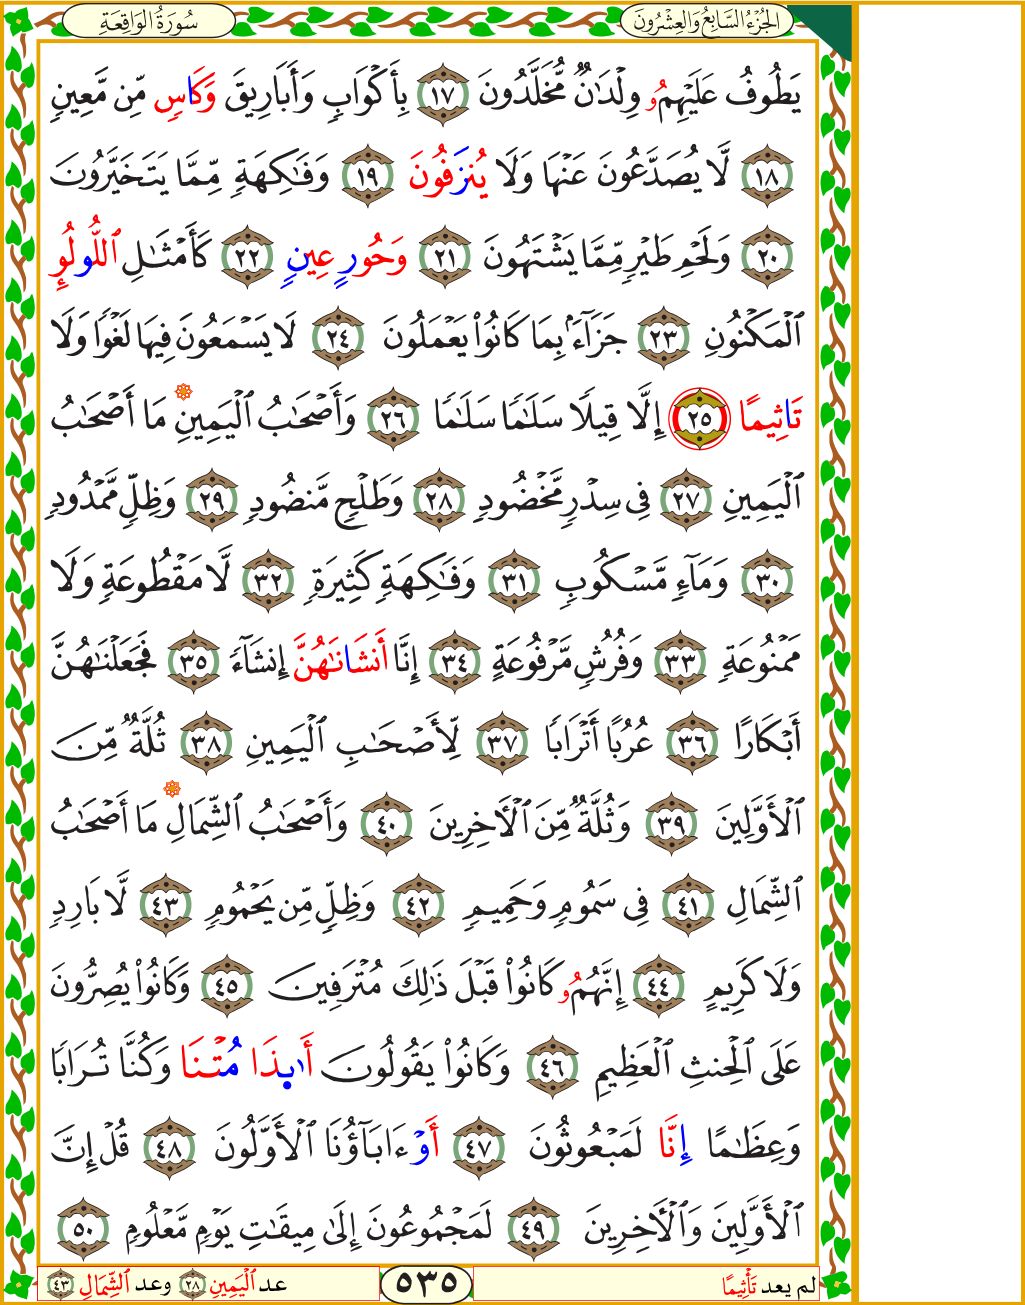 الجُزْءُ السَّابِعُ وَالعِشْرُونَ
سُورَةُ الوَاقِعَةِ
يَطُوفُ عَلَيْهِمُو وِلْدَٰنٌ مُّخَلَّدُونَ ١٧ بِأَكْوَابٍ وَأَبَارِيقَ وَكَاسٍ مِّن مَّعِينٍ
١٨ لَّا يُصَدَّعُونَ عَنْهَا وَلَا يُنزَفُونَ ١٩ وَفَٰكِهَةٍ مِّمَّا يَتَخَيَّرُونَ
٢٠ وَلَحْمِ طَيْرٍ مِّمَّا يَشْتَهُونَ ٢١ وَحُورٍ عِينٍ ٢٢ كَأَمْثَٰلِ ٱللُّولُوِٕ
ٱلْمَكْنُونِ ٢٣ جَزَآءَۢ بِمَا كَانُوا۟ يَعْمَلُونَ ٢٤ لَا يَسْمَعُونَ فِيهَا لَغْوًا وَلَا
تَاثِيمًا ٢٥ إِلَّا قِيلًا سَلَٰمًا سَلَٰمًا ٢٦ وَأَصْحَٰبُ ٱلْيَمِينِ مَا أَصْحَٰبُ
ٱلْيَمِينِ ٢٧ فِى سِدْرٍ مَّخْضُودٍ ٢٨ وَطَلْحٍ مَّنضُودٍ ٢٩ وَظِلٍّ مَّمْدُودٍ
٣٠ وَمَآءٍ مَّسْكُوبٍ ٣١ وَفَٰكِهَةٍ كَثِيرَةٍ ٣٢ لَّا مَقْطُوعَةٍ وَلَا
مَمْنُوعَةٍ ٣٣ وَفُرُشٍ مَّرْفُوعَةٍ ٣٤ إِنَّا أَنشَانَٰهُنَّ إِنشَآءً ٣٥ فَجَعَلْنَٰهُنَّ
أَبْكَارًا ٣٦ عُرُبًا أَتْرَابًا ٣٧ لِّأَصْحَٰبِ ٱلْيَمِينِ ٣٨ ثُلَّةٌ مِّنَ
ٱلْأَوَّلِينَ ٣٩ وَثُلَّةٌ مِّنَ ٱلْأَخِرِينَ ٤٠ وَأَصْحَٰبُ ٱلشِّمَالِ مَا أَصْحَٰبُ
ٱلشِّمَالِ ٤١ فِى سَمُومٍ وَحَمِيمٍ ٤٢ وَظِلٍّ مِّن يَحْمُومٍ ٤٣ لَّا بَارِدٍ
وَلَا كَرِيمٍ ٤٤ إِنَّهُمُو كَانُوا۟ قَبْلَ ذَٰلِكَ مُتْرَفِينَ ٤٥ وَكَانُوا۟ يُصِرُّونَ
عَلَى ٱلْحِنثِ ٱلْعَظِيمِ ٤٦ وَكَانُوا۟ يَقُولُونَ أَٰ۟ىِٕذَا مُتْنَا وَكُنَّا تُرَابًا
وَعِظَٰمًا إِنَّا لَمَبْعُوثُونَ ٤٧ أَوْ ءَابَآؤُنَا ٱلْأَوَّلُونَ ٤٨ قُلْ إِنَّ
ٱلْأَوَّلِينَ وَٱلْأَخِرِينَ ٤٩ لَمَجْمُوعُونَ إِلَىٰ مِيقَٰتِ يَوْمٍ مَّعْلُومٍ ٥٠
لم يعد تَأْثِيمًا
٥٣٥
عد ٱلْيَمِينِ ٢٨ وعد ٱلشِّمَالِ ٤٣